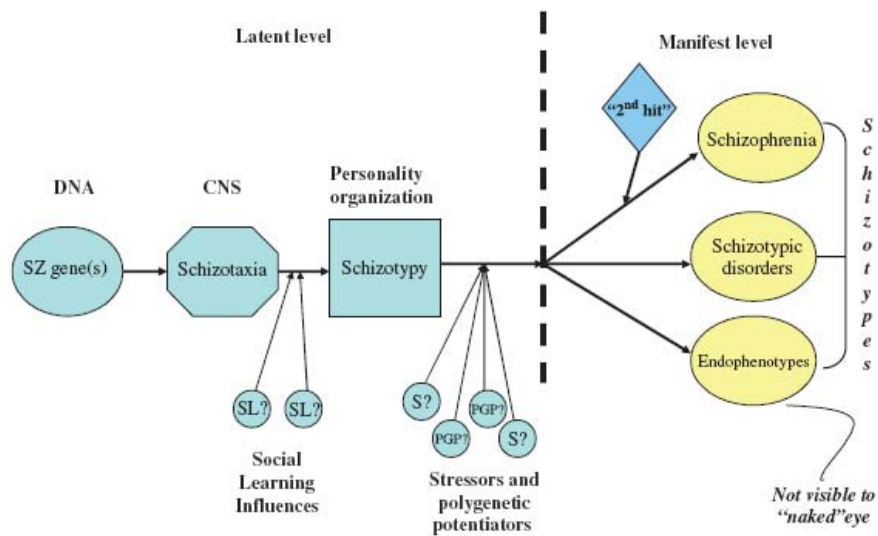 Latent level
Manifest level
"2nd hit"
Schizophrenia
Schizotypes
DNA
CNS
Personality
organization
SZ gene(s)
Schizotaxia
Schizotypy
Schizotypic
disorders
Endophenotypes
SL?
SL?
S?
PGP?
PGP?
S?
Social
Learning
Influences
Stressors and
polygenetic
potentiators
Not visible to
"naked"eye